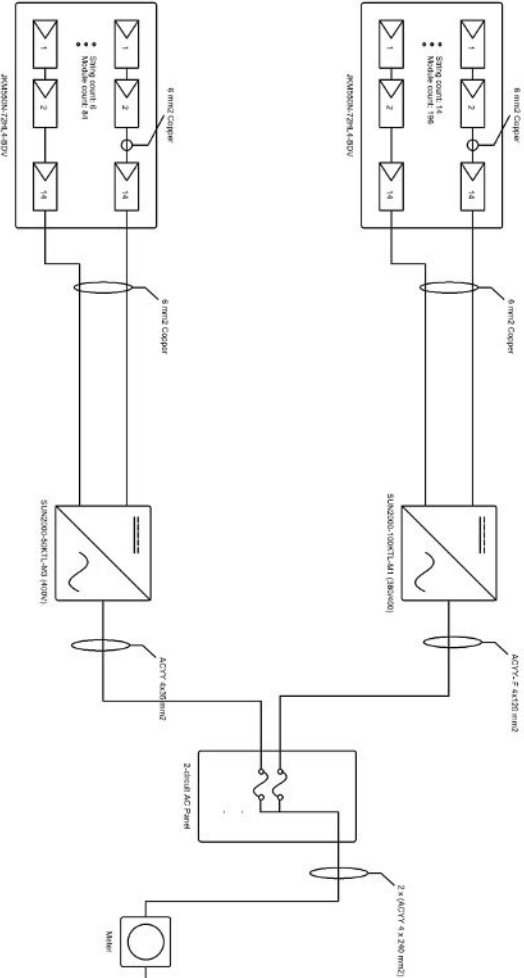 6 mm2 Copper
1
2
14
String count: 14
Module count: 196
1
2
14
JKM550N-72HL4-BDV
6 mm2 Copper
SUN2000-100KTL-M1 (380/400)
ACYY- F 4x120 mm2
2 x (ACYY 4 x 240 mm2)
2-circuit AC Panel
Meter
6 mm2 Copper
1
2
14
String count: 6
Module count: 84
1
2
14
JKM550N-72HL4-BDV
6 mm2 Copper
SUN2000-50KTL-M3 (400V)
ACYY 4x35 mm2